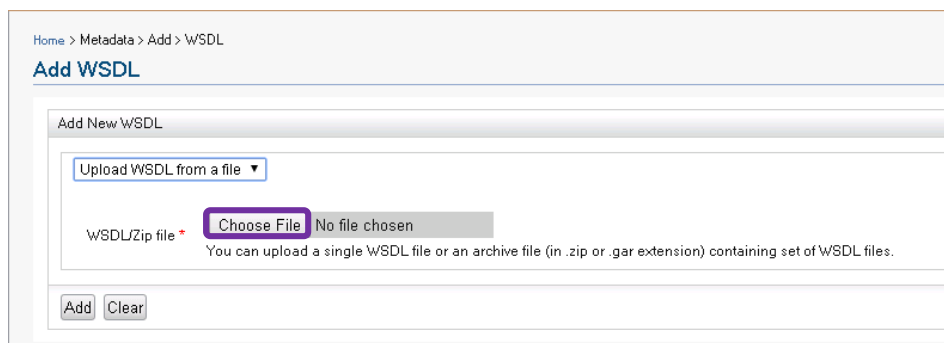 Home > Metadata > Add > WSDL
Add WSDL
Add New WSDL
Upload WSDL from a file ▼
WSDL/Zip file * Choose File No file chosen
You can upload a single WSDL file or an archive file (in .zip or .gar extension) containing set of WSDL files.
Add Clear